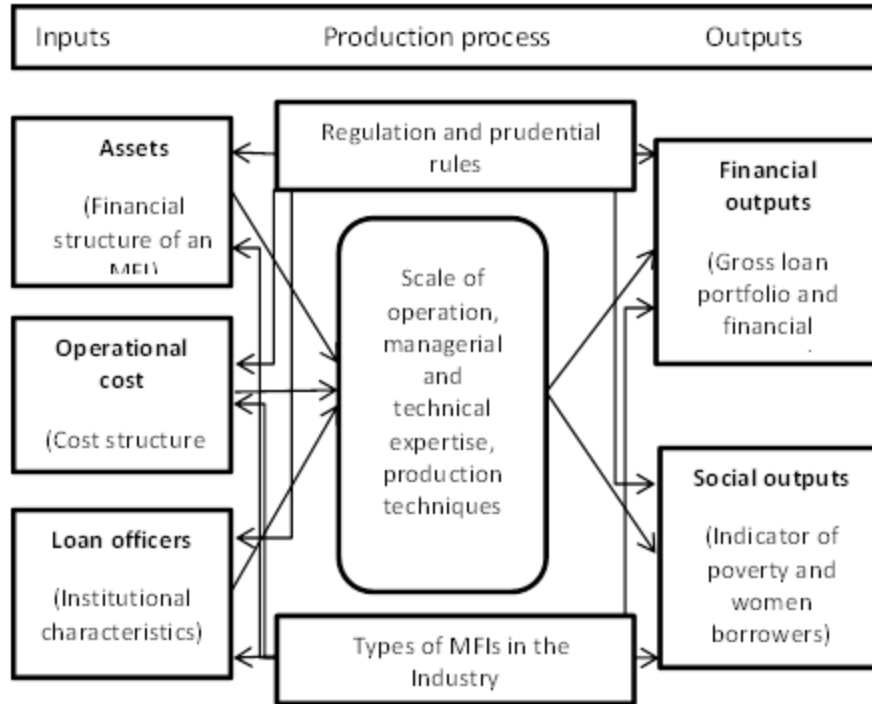 Inputs Production process Outputs
Assets
(Financial
structure of an
MFI)
Operational
cost
(Cost structure
Loan officers
(Institutional
characteristics)
Regulation and prudential
rules
Scale of
operation,
managerial
and
technical
expertise,
production
techniques
Types of MFIs in the
Industry
Financial
outputs
(Gross loan
portfolio and
financial
Social outputs
(Indicator of
poverty and
women
borrowers)